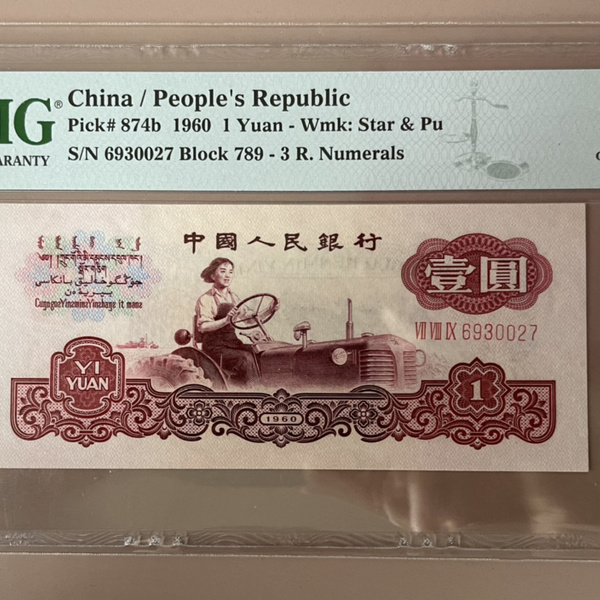 MG®
ARANTY
China / People's Republic
Pick# 874b 1960 1 Yuan - Wmk: Star & Pu
S/N 6930027 Block 789 - 3 R. Numerals
中國人民銀行
壹圓
VII VIII IX 6930027
YI
YUAN
1960
1